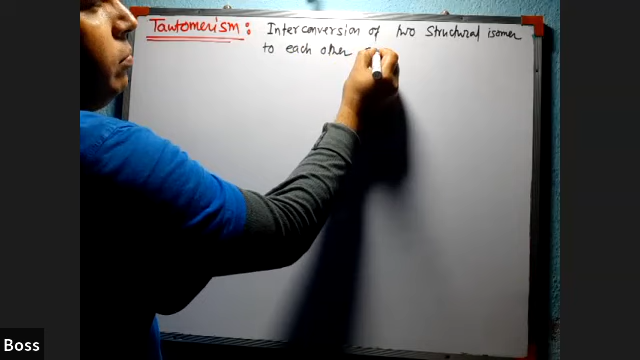 Tautomerism: Interconversion of two structural isomer
to each other
Boss